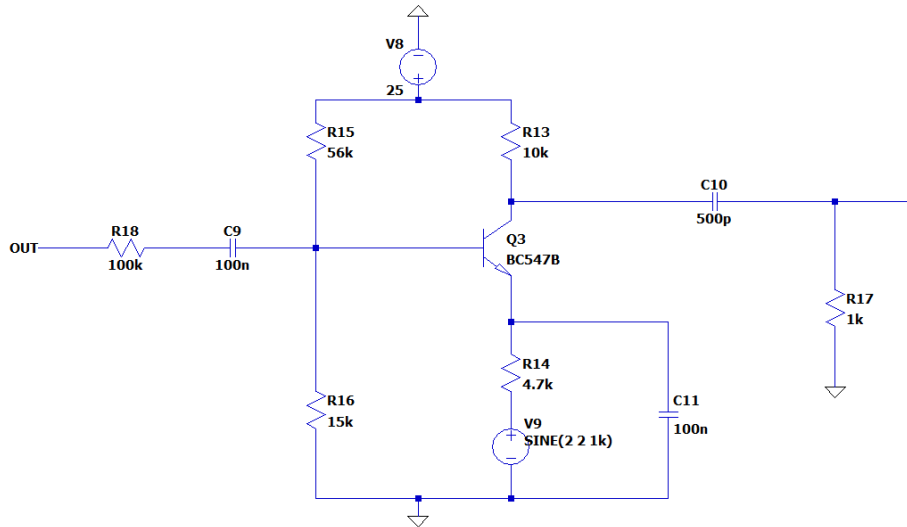 V8
25
R15
56k
R13
10k
C10
500p
R18
100k
C9
100n
OUT
Q3
BC547B
R17
1k
R14
4.7k
R16
15k
C11
100n
V9
SINE(2 2 1k)